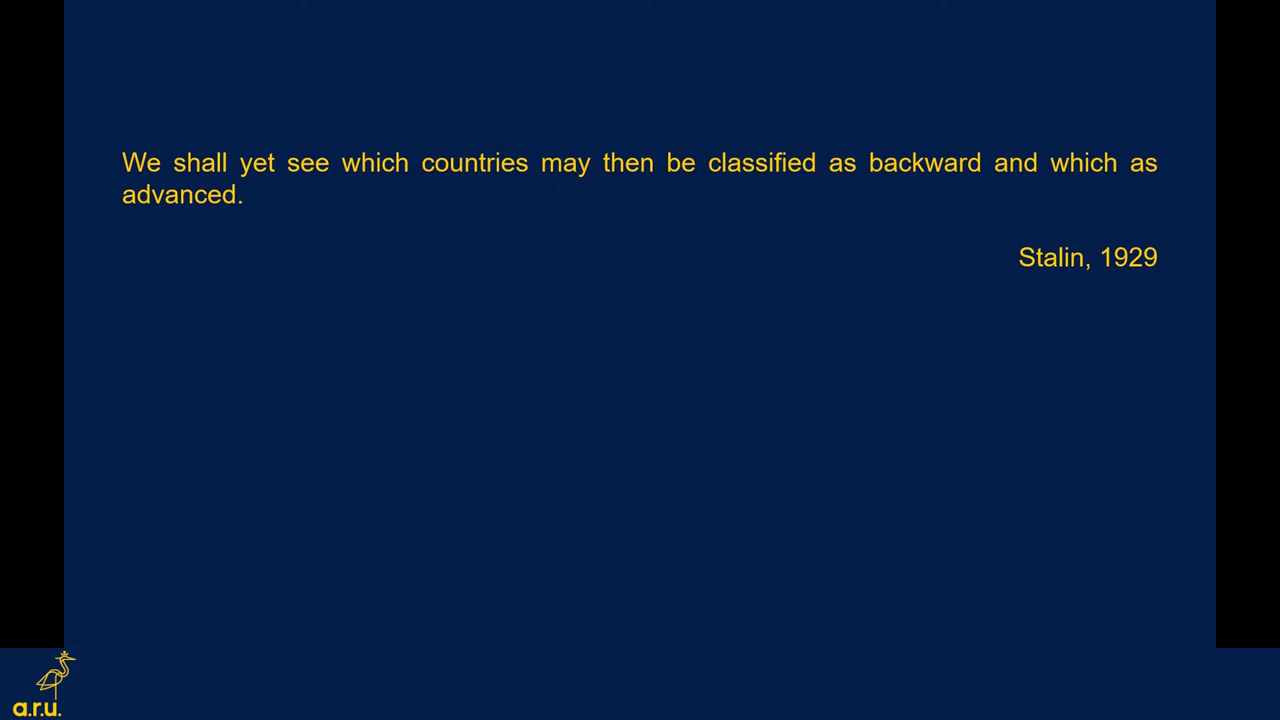 We shall yet see which countries may then be classified as backward and which as
advanced.
Stalin, 1929
a.r.u.